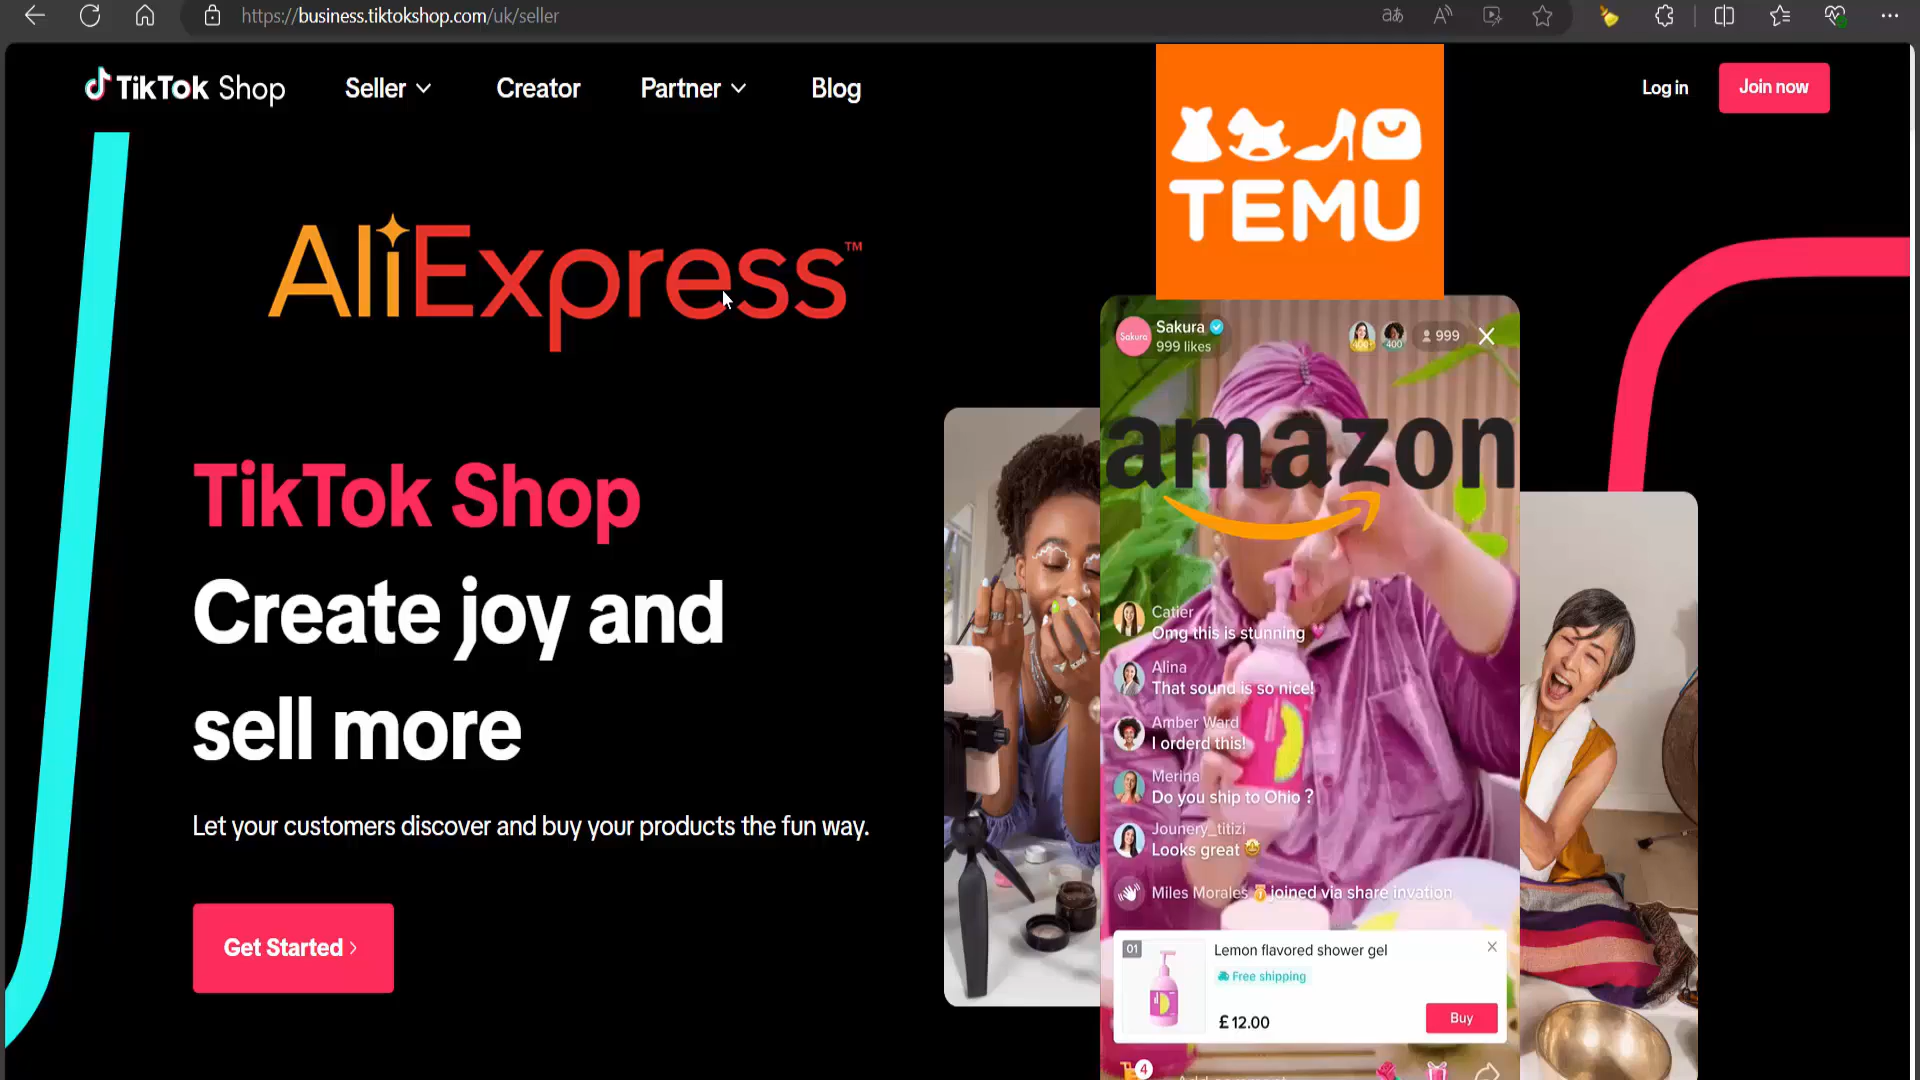 https://business.tiktokshop.com/uk/seller
TikTok Shop
Seller
Creator
Partner
Blog
Log in
Join now
TEMU
AliExpress™
Sakura
Sakura
999 likes
400
999
amazon
TikTok Shop
Create joy and
sell more
Let your customers discover and buy your products the fun way.
Get Started >
Catier
Omg this is stunning
Alina
That sound is so nice!
Amber Ward
I orderd this!
Merina
Do you ship to Ohio ?
Jounery_titizi
Looks great 🤩
Miles Morales joined via share invation
01
Lemon flavored shower gel
Free shipping
£12.00
Buy
4